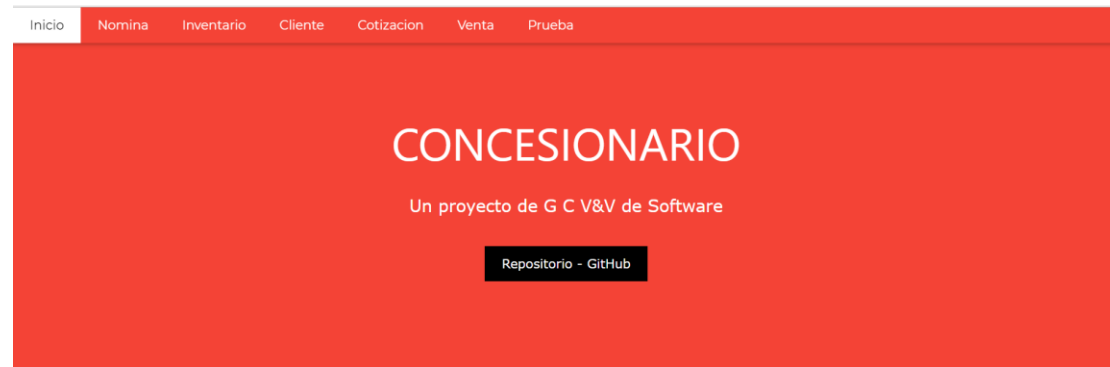 Inicio Nomina Inventario Cliente Cotizacion Venta Prueba
CONCESIONARIO
Un proyecto de G C V&V de Software
Repositorio - GitHub